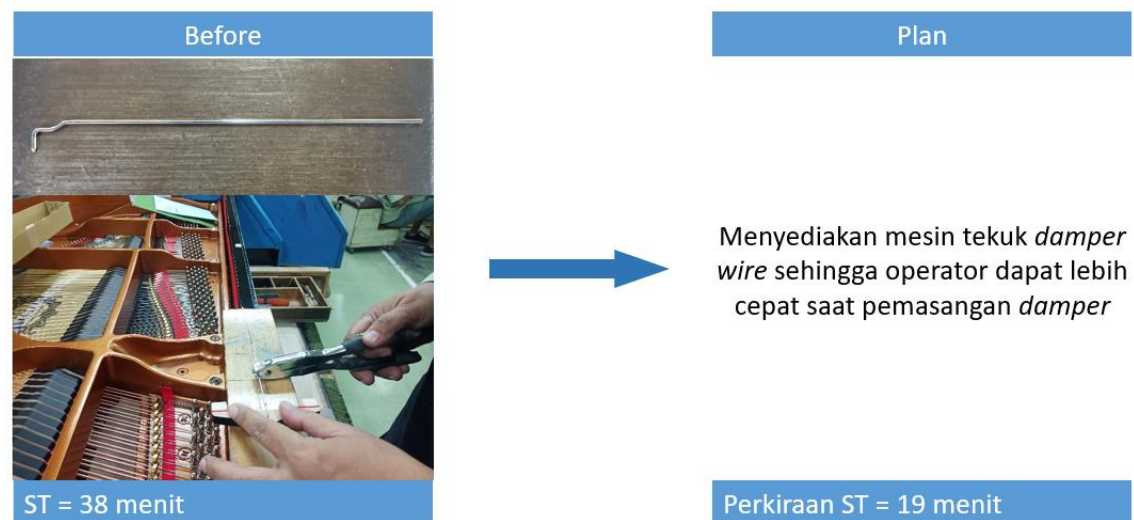 Before
Plan
Menyediakan mesin tekuk damper
wire sehingga operator dapat lebih
cepat saat pemasangan damper
ST = 38 menit
Perkiraan ST = 19 menit